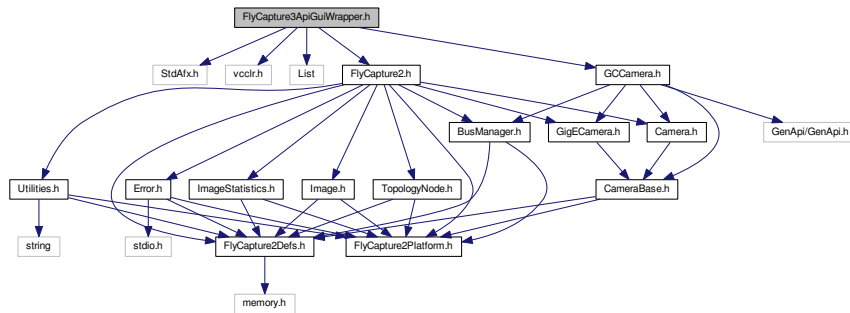 FlyCapture3ApiGuiWrapper.h
StdAfx.h
vcclr.h
List
FlyCapture2.h
GCCamera.h
BusManager.h
GigECamera.h
Camera.h
GenApi/GenApi.h
Utilities.h
Error.h
ImageStatistics.h
Image.h
TopologyNode.h
CameraBase.h
string
stdio.h
FlyCapture2Defs.h
FlyCapture2Platform.h
memory.h